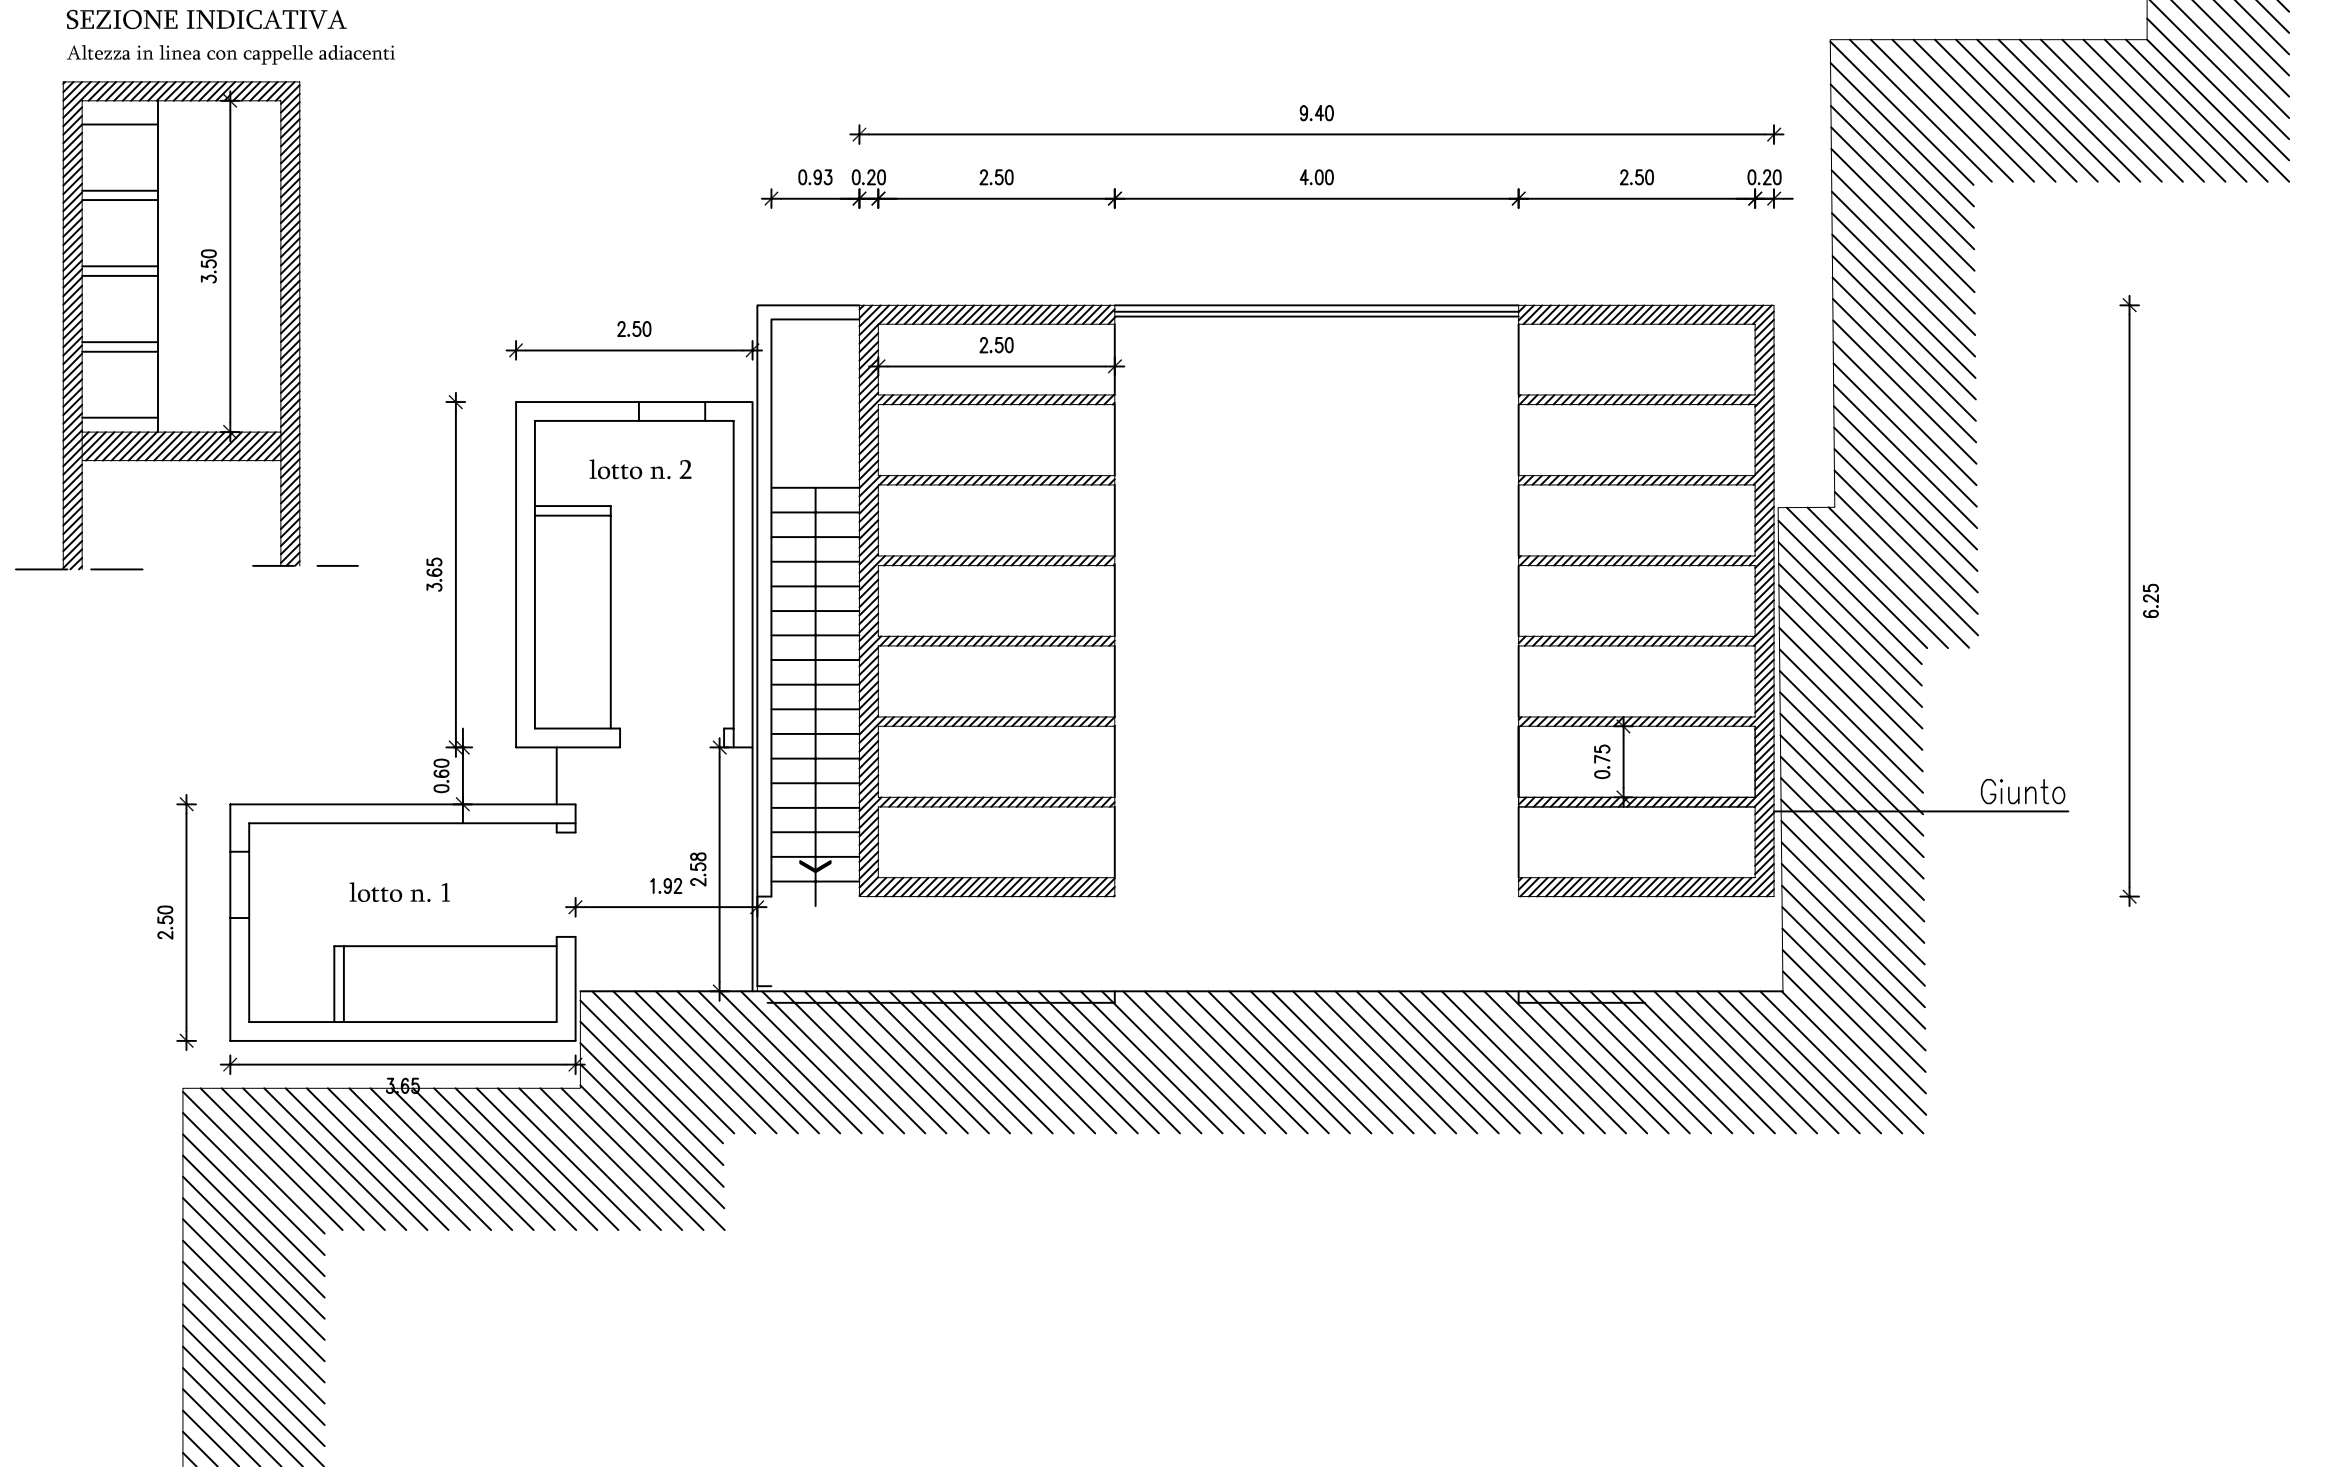 SEZIONE INDICATIVA
Altezza in linea con cappelle adiacenti
9.40
0.93 0.20 2.50 4.00 2.50 0.20
3.50
2.50
2.50
lotto n. 2
3.65
6.25
0.60
0.75
Giunto
2.58
1.92
lotto n. 1
2.50
3.65